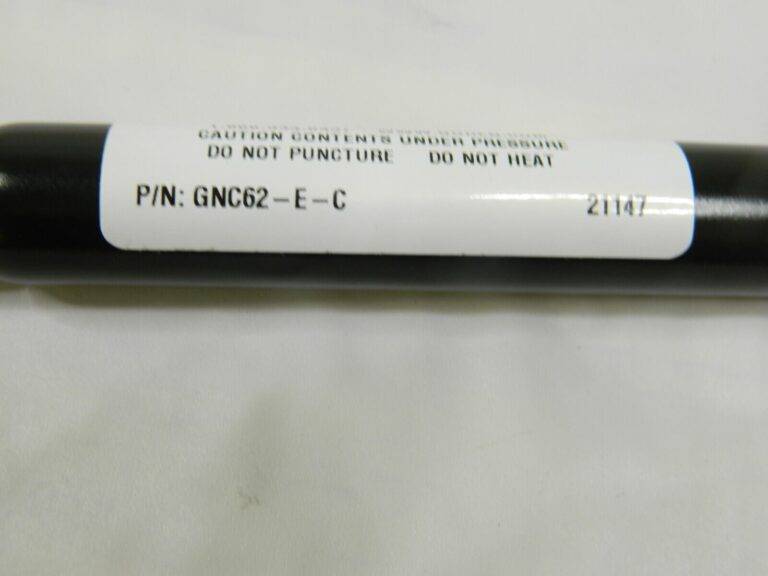 CAUTION CONTENTS UNDER PRESSURE
DO NOT PUNCTURE DO NOT HEAT
P/N: GNC62-E-C 21147